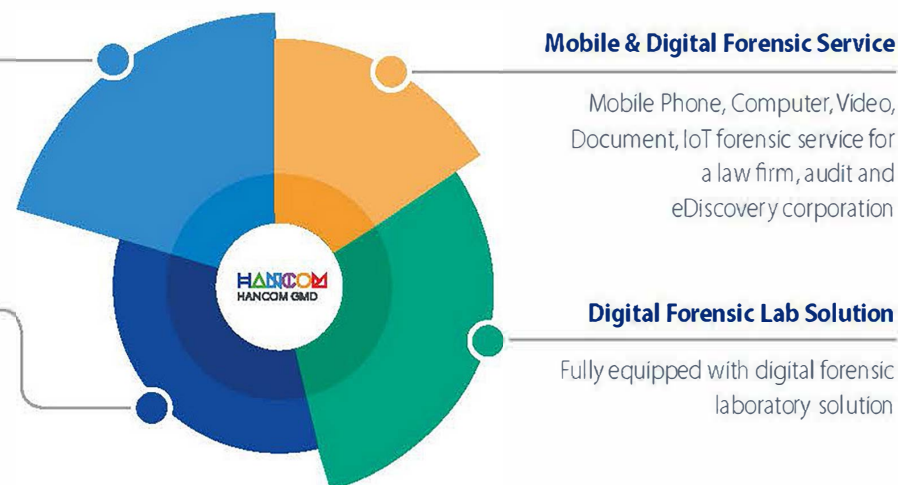 Mobile & Digital Forensic Service
Mobile Phone, Computer, Video,
Document, IoT forensic service for
a law firm, audit and
eDiscovery corporation
HANCOM
HANCOM GMD
Digital Forensic Lab Solution
Fully equipped with digital forensic
laboratory solution